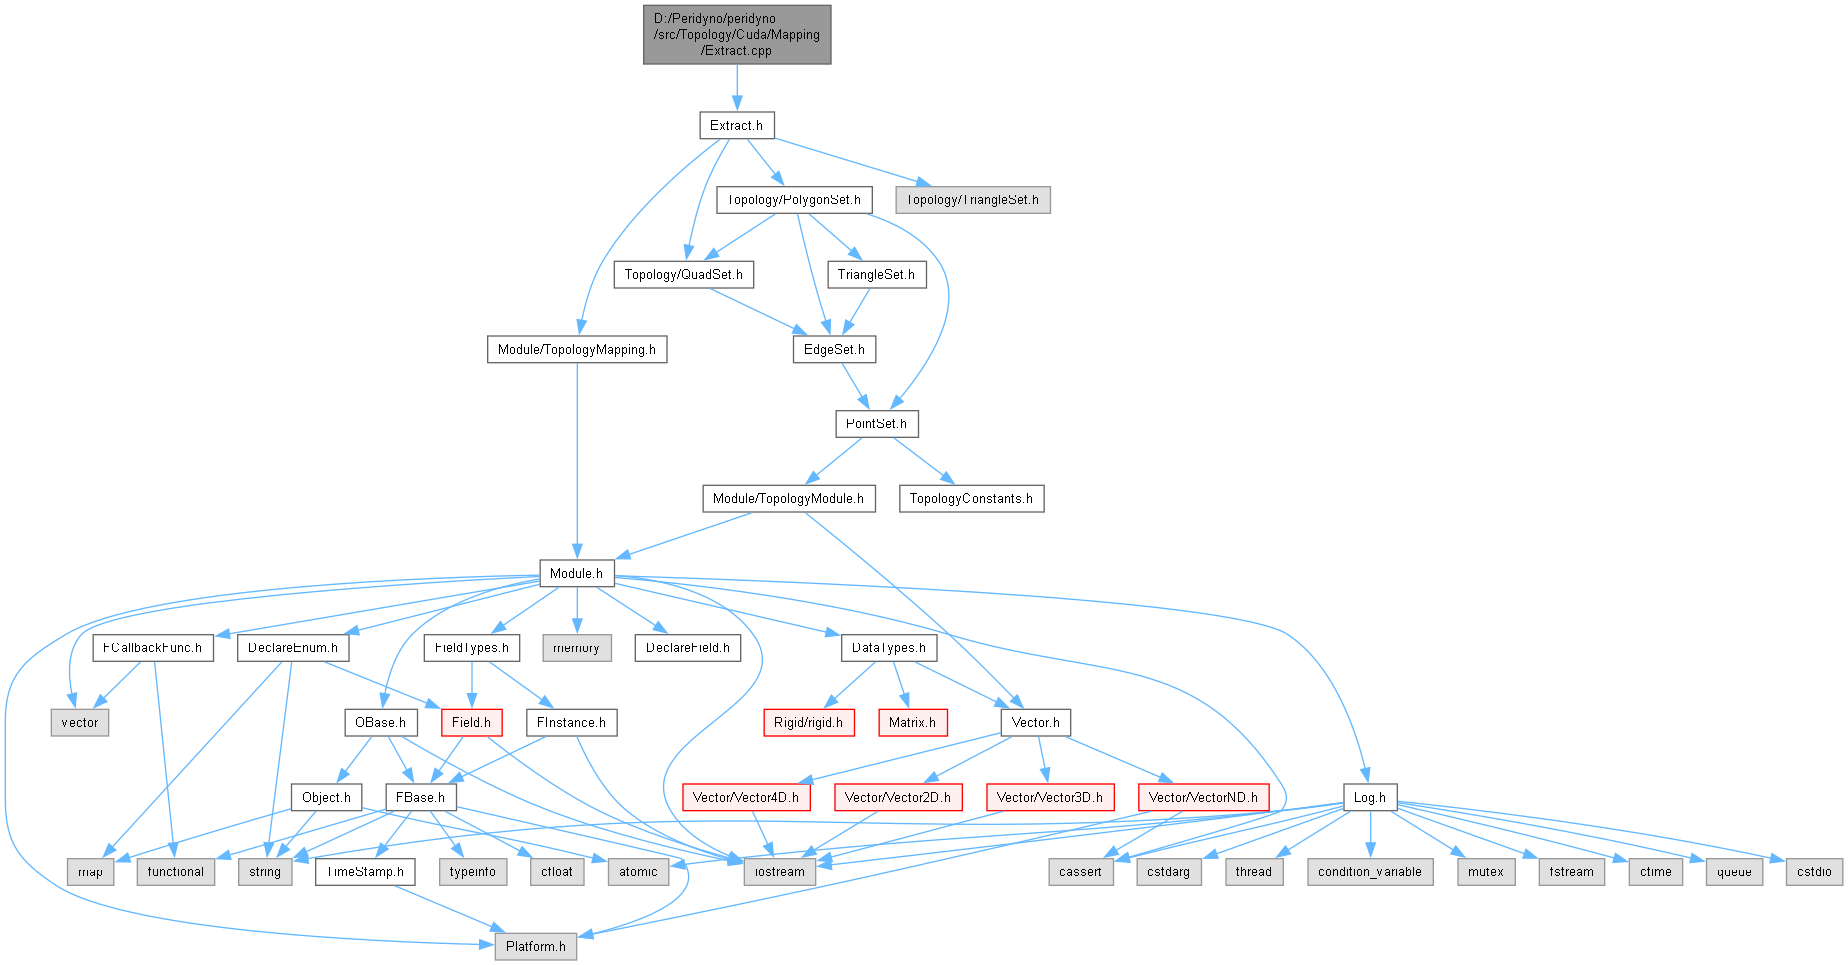 D:/Peridyno/peridyno
/src/Topology/Cuda/Mapping
/Extract.cpp
Extract.h
Topology/PolygonSet.h
Topology/TriangleSet.h
Topology/QuadSet.h
TriangleSet.h
Module/TopologyMapping.h
EdgeSet.h
PointSet.h
Module/TopologyModule.h
TopologyConstants.h
Module.h
FCallbackFunc.h
DeclareEnum.h
FieldTypes.h
memory
DeclareField.h
DataTypes.h
vector
OBase.h
Field.h
FInstance.h
Rigid/rigid.h
Matrix.h
Vector.h
Object.h
FBase.h
Vector/Vector4D.h
Vector/Vector2D.h
Vector/Vector3D.h
Vector/VectorND.h
Log.h
map
functional
string
TimeStamp.h
typeinfo
cfloat
atomic
iostream
cassert
cstdarg
thread
condition_variable
mutex
fstream
ctime
queue
cstdio
Platform.h